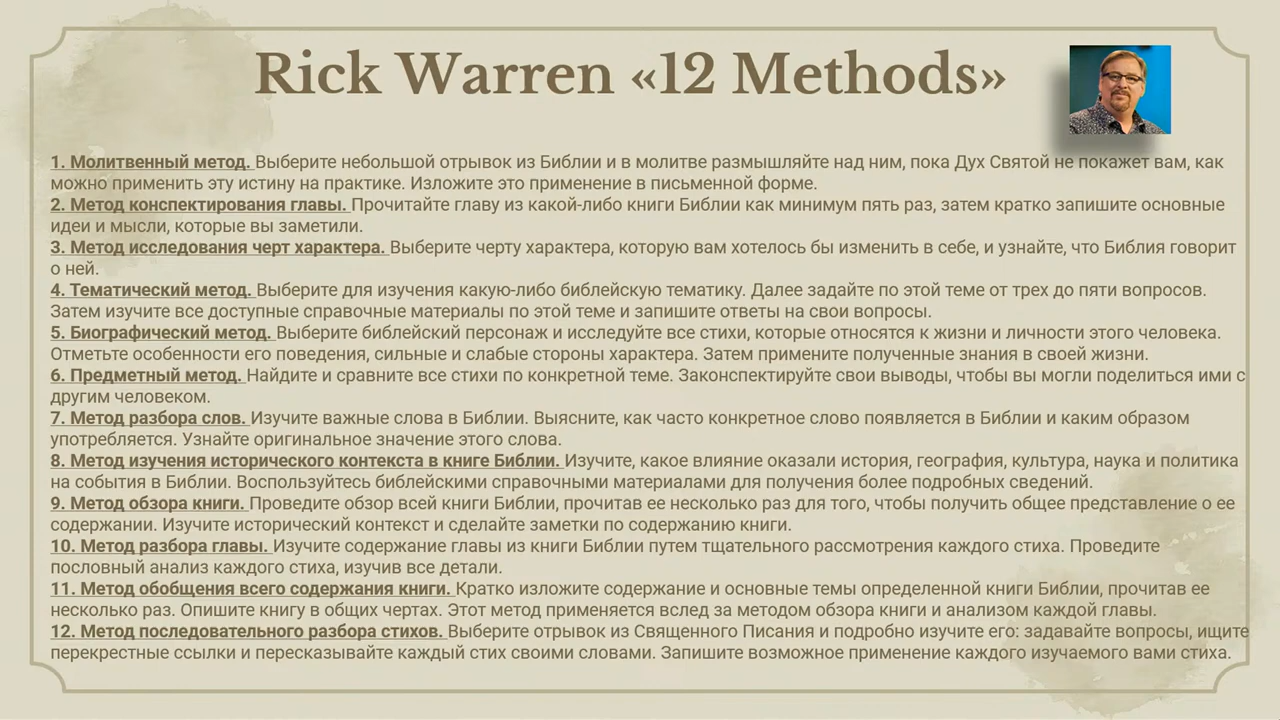 Rick Warren «12 Methods»
1. Молитвенный метод. Выберите небольшой отрывок из Библии и в молитве размышляйте над ним, пока Дух Святой не покажет вам, как
можно применить эту истину на практике. Изложите это применение в письменной форме.
2. Метод конспектирования главы. Прочитайте главу из какой-либо книги Библии как минимум пять раз, затем кратко запишите основные
идеи и мысли, которые вы заметили.
3. Метод исследования черт характера. Выберите черту характера, которую вам хотелось бы изменить в себе, и узнайте, что Библия говорит
о ней.
4. Тематический метод. Выберите для изучения какую-либо библейскую тематику. Далее задайте по этой теме от трех до пяти вопросов.
Затем изучите все доступные справочные материалы по этой теме и запишите ответы на свои вопросы.
5. Биографический метод. Выберите библейский персонаж и исследуйте все стихи, которые относятся к жизни и личности этого человека.
Отметьте особенности его поведения, сильные и слабые стороны характера. Затем примените полученные знания в своей жизни.
6. Предметный метод. Найдите и сравните все стихи по конкретной теме. Законспектируйте свои выводы, чтобы вы могли поделиться ими с
другим человеком.
7. Метод разбора слов. Изучите важные слова в Библии. Выясните, как часто конкретное слово появляется в Библии и каким образом
употребляется. Узнайте оригинальное значение этого слова.
8. Метод изучения исторического контекста в книге Библии. Изучите, какое влияние оказали история, география, культура, наука и политика
на события в Библии. Воспользуйтесь библейскими справочными материалами для получения более подробных сведений.
9. Метод обзора книги. Проведите обзор всей книги Библии, прочитав ее несколько раз для того, чтобы получить общее представление о ее
содержании. Изучите исторический контекст и сделайте заметки по содержанию книги.
10. Метод разбора главы. Изучите содержание главы из книги Библии путем тщательного рассмотрения каждого стиха. Проведите
пословный анализ каждого стиха, изучив все детали.
11. Метод обобщения всего содержания книги. Кратко изложите содержание и основные темы определенной книги Библии, прочитав ее
несколько раз. Опишите книгу в общих чертах. Этот метод применяется вслед за методом обзора книги и анализом каждой главы.
12. Метод последовательного разбора стихов. Выберите отрывок из Священного Писания и подробно изучите его: задавайте вопросы, ищите
перекрестные ссылки и пересказывайте каждый стих своими словами. Запишите возможное применение каждого изучаемого вами стиха.